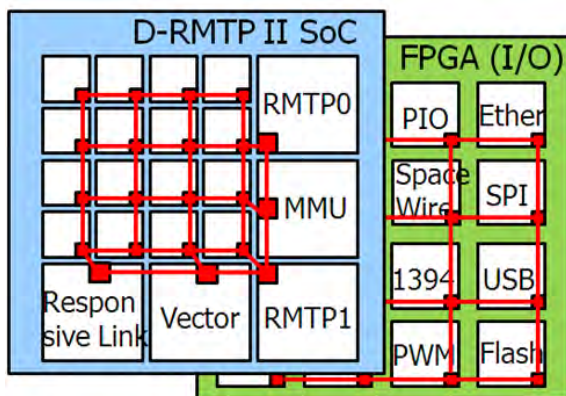 D-RMTP II SoC
FPGA (I/O)
RMTP0
PIO
Ether
MMU
Space
Wire
SPI
Respon
sive Link
Vector
RMTP1
1394
USB
PWM
Flash